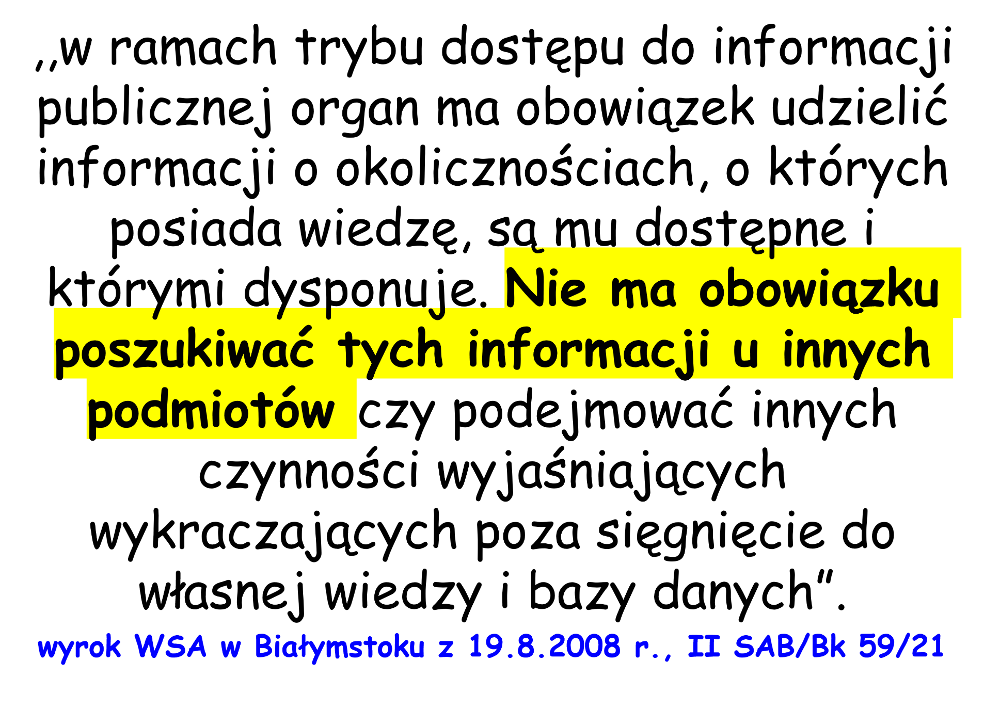 ,,w ramach trybu dostępu do informacji
publicznej organ ma obowiązek udzielić
informacji o okolicznościach, o których
posiada wiedzę, są mu dostępne i
którymi dysponuje. Nie ma obowiązku
poszukiwać tych informacji u innych
podmiotów czy podejmować innych
czynności wyjaśniających
wykraczających poza sięgnięcie do
własnej wiedzy i bazy danych”.
wyrok WSA w Białymstoku z 19.8.2008 r., II SAB/Bk 59/21